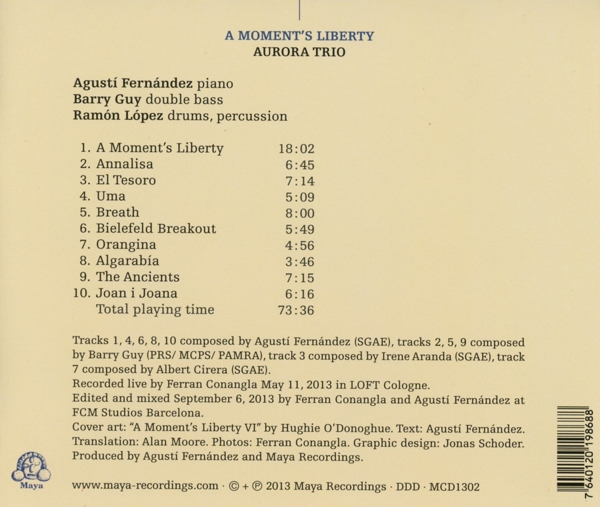 A MOMENT'S LIBERTY
AURORA TRIO
Agustí Fernández piano
Barry Guy double bass
Ramón López drums, percussion
1. A Moment's Liberty 18:02
2. Annalisa 6:45
3. El Tesoro 7:14
4. Uma 5:09
5. Breath 8:00
6. Bielefeld Breakout 5:49
7. Orangina 4:56
8. Algarabía 3:46
9. The Ancients 7:15
10. Joan i Joana 6:16
Total playing time 73:36
Tracks 1, 4, 6, 8, 10 composed by Agustí Fernández (SGAE), tracks 2, 5, 9 composed
by Barry Guy (PRS/ MCPS/ PAMRA), track 3 composed by Irene Aranda (SGAE), track
7 composed by Albert Cirera (SGAE).
Recorded live by Ferran Conangla May 11, 2013 in LOFT Cologne.
Edited and mixed September 6, 2013 by Ferran Conangla and Agustí Fernández at
FCM Studios Barcelona.
Cover art: “A Moment's Liberty VI” by Hughie O'Donoghue. Text: Agustí Fernández.
Translation: Alan Moore. Photos: Ferran Conangla. Graphic design: Jonas Schoder.
Produced by Agustí Fernández and Maya Recordings.
Maya
www.maya-recordings.com · © + ℗ 2013 Maya Recordings · DDD · MCD1302
7 640120 198688